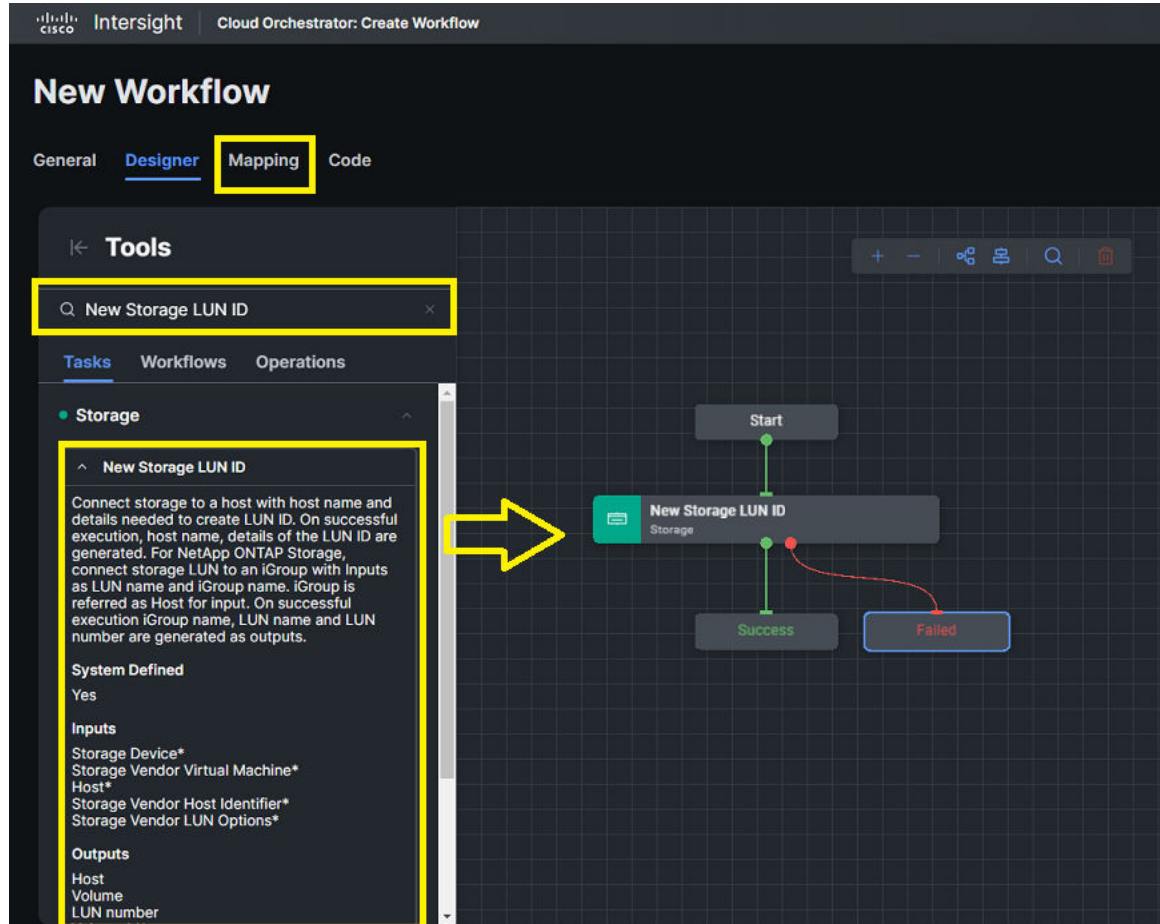 cisco Intersight Cloud Orchestrator: Create Workflow
New Workflow
General Designer Mapping Code
Tools
New Storage LUN ID
Tasks Workflows Operations
Storage
New Storage LUN ID
Connect storage to a host with host name and
details needed to create LUN ID. On successful
execution, host name, details of the LUN ID are
generated. For NetApp ONTAP Storage,
connect storage LUN to an iGroup with Inputs
as LUN name and iGroup name. iGroup is
referred as Host for input. On successful
execution iGroup name, LUN name and LUN
number are generated as outputs.
System Defined
Yes
Inputs
Storage Device*
Storage Vendor Virtual Machine*
Host*
Storage Vendor Host Identifier*
Storage Vendor LUN Options*
Outputs
Host
Volume
LUN number
Start
New Storage LUN ID
Storage
Success
Failed